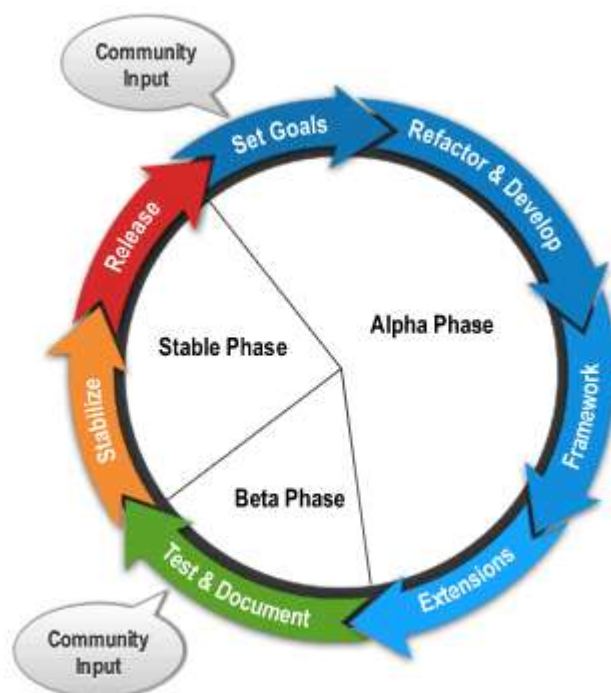 Community
Input
Set Goals
Refactor & Develop
Framework
Extensions
Test & Document
Stabilize
Release
Alpha Phase
Stable Phase
Beta Phase
Community
Input